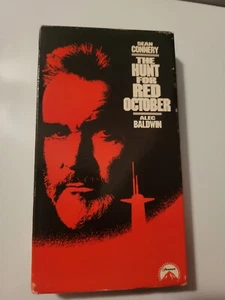 SEAN
CONNERY
THE
HUNT
FOR
RED
OCTOBER
ALEC
BALDWIN